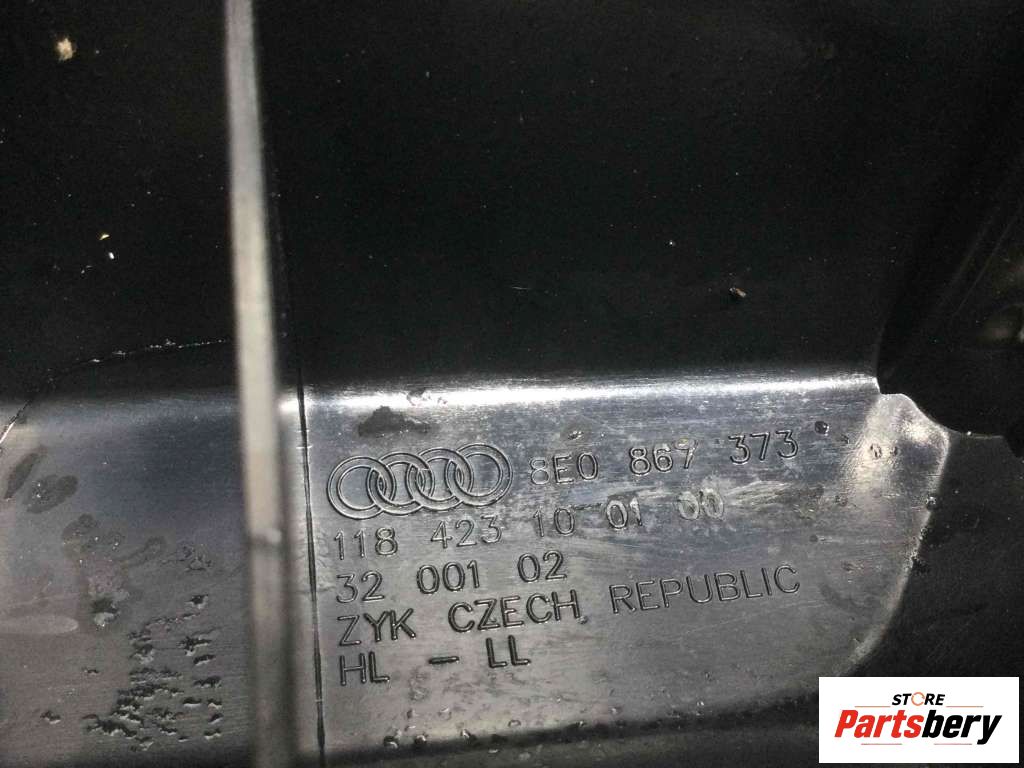 8E0 867 373
118 423 10 01 00
32 001 02
ZYK CZECH, REPUBLIC
HL - LL
STORE
Partsbery